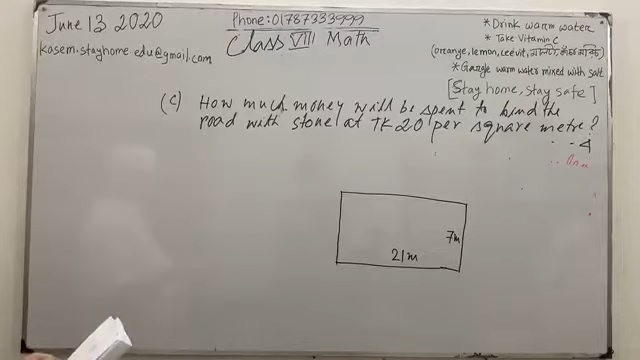 June 13 2020
Phone: 01787333999
* Drink warm water
kasem.stayhome edu@gmail.com
Class VIII Math
* Take Vitamin C
(orange, lemon, ceevit,
* Gargle warm water mixed with salt
[Stay home, stay safe]
(c) How much money will be spent to bind the
road with stone at TK 20 per square metre?
4
7m
21m